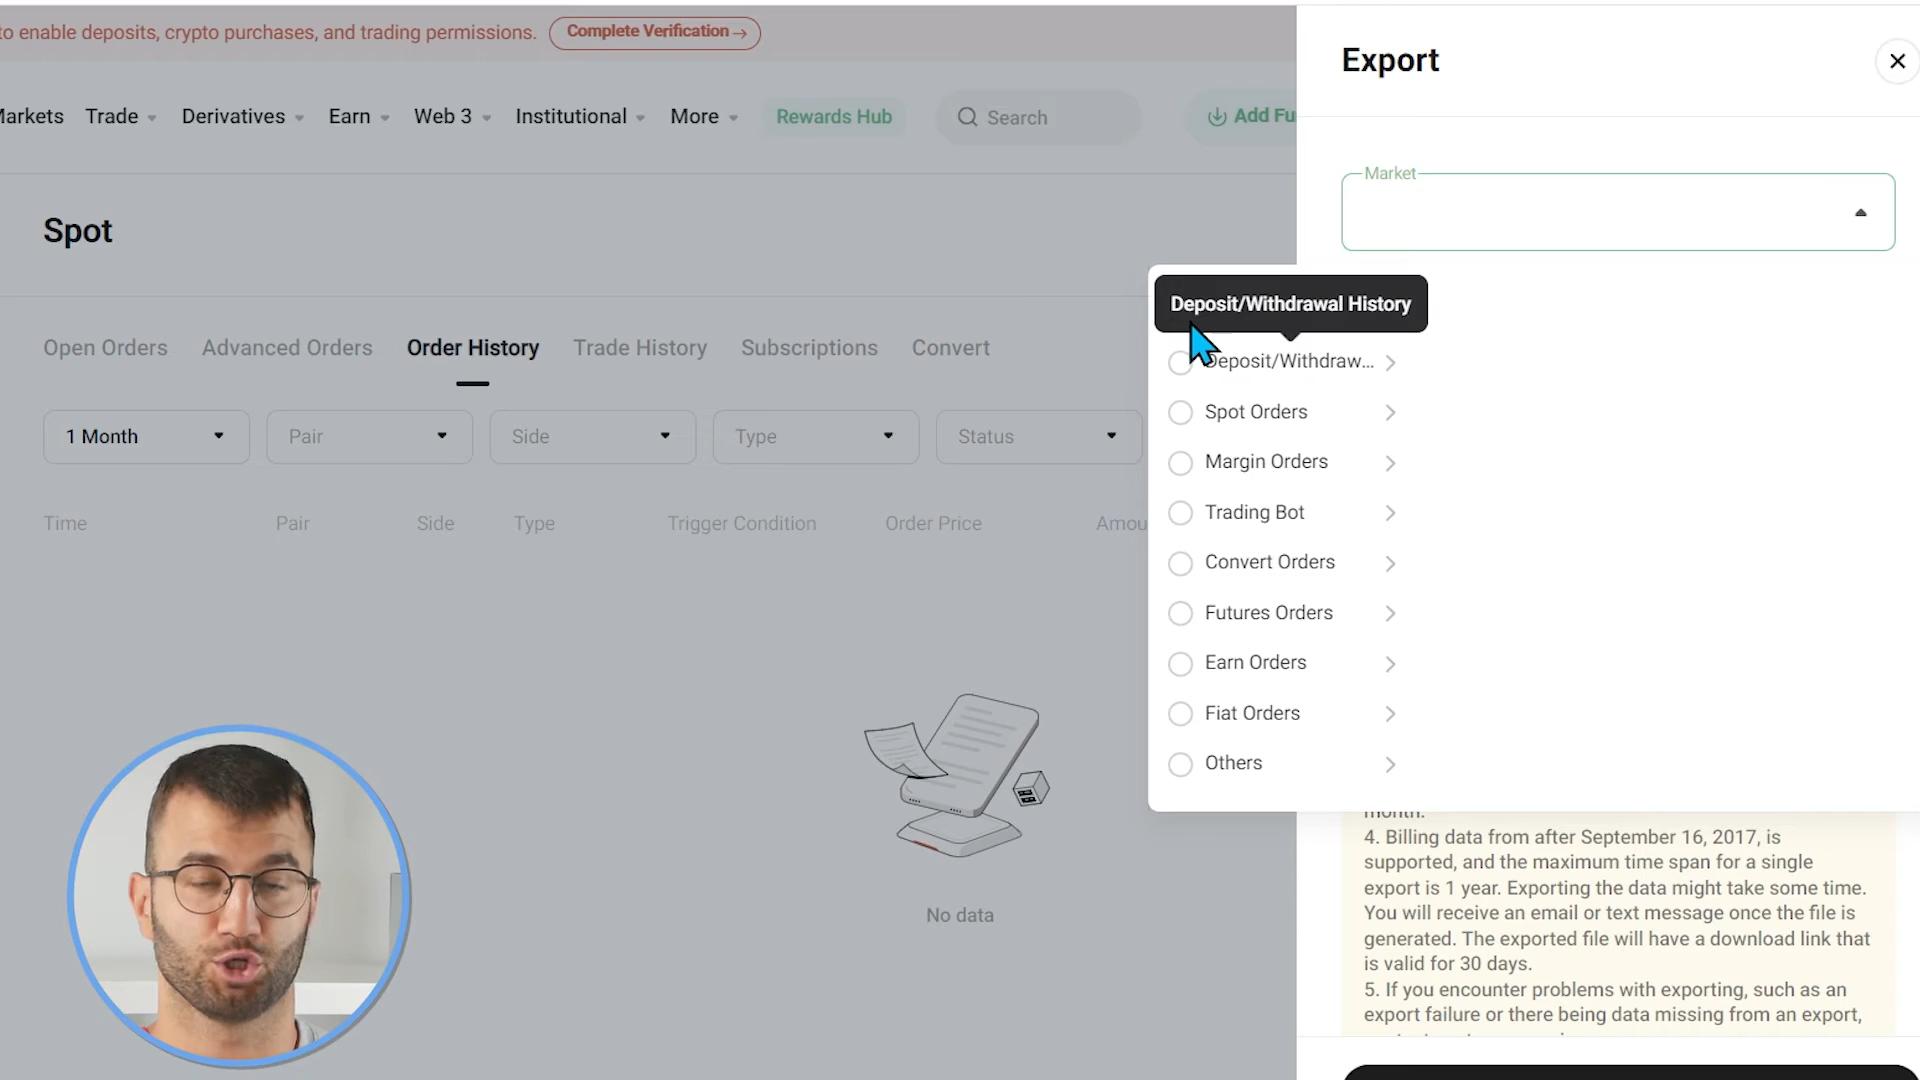 to enable deposits, crypto purchases, and trading permissions. Complete Verification →
Markets Trade Derivatives Earn Web 3 Institutional More Rewards Hub Search Add Fu
Spot
Open Orders Advanced Orders Order History Trade History Subscriptions Convert
1 Month Pair Side Type Status
Time Pair Side Type Trigger Condition Order Price Amou
No data
Export
Market
Deposit/Withdrawal History
Deposit/Withdraw...
Spot Orders
Margin Orders
Trading Bot
Convert Orders
Futures Orders
Earn Orders
Fiat Orders
Others
month.
4. Billing data from after September 16, 2017, is
supported, and the maximum time span for a single
export is 1 year. Exporting the data might take some time.
You will receive an email or text message once the file is
generated. The exported file will have a download link that
is valid for 30 days.
5. If you encounter problems with exporting, such as an
export failure or there being data missing from an export,